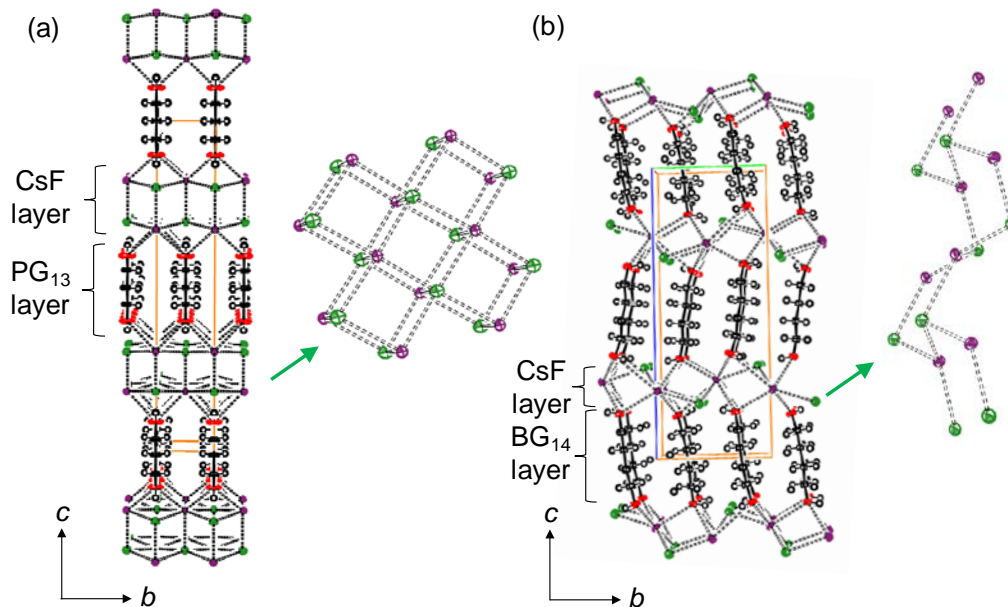 (a)
CsF
layer
PG₁₃
layer
c
b
(b)
CsF
layer
BG₁₄
layer
c
b